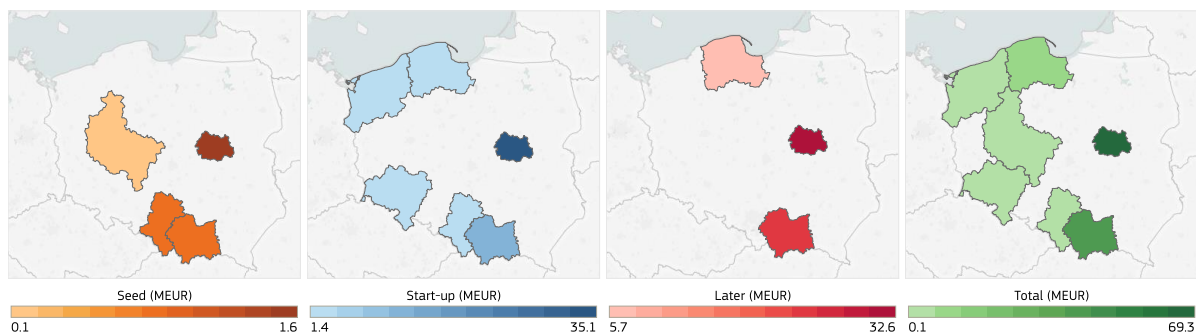 Seed (MEUR)
0.1 1.6
Start-up (MEUR)
1.4 35.1
Later (MEUR)
5.7 32.6
Total (MEUR)
0.1 69.2